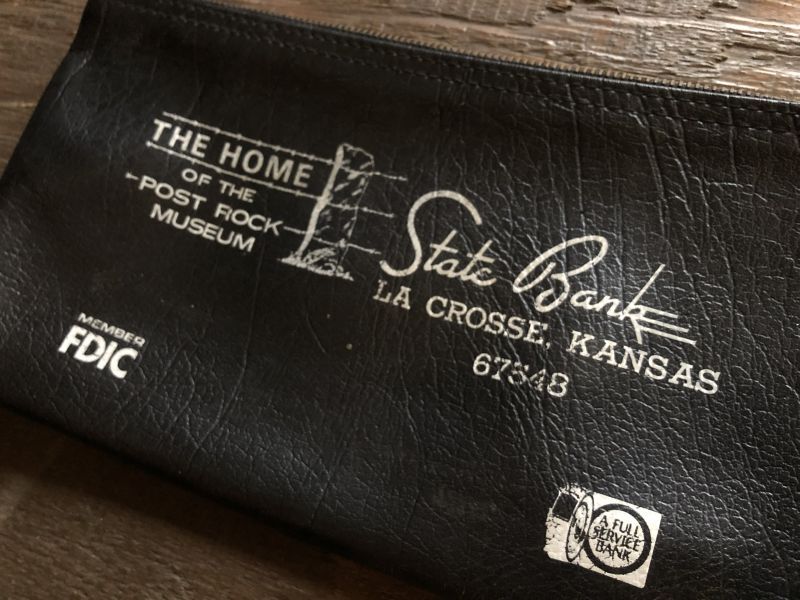 THE HOME
OF THE
POST ROCK
MUSEUM
State Bank
LA CROSSE, KANSAS
67548
MEMBER
FDIC
A FULL
SERVICE
BANK